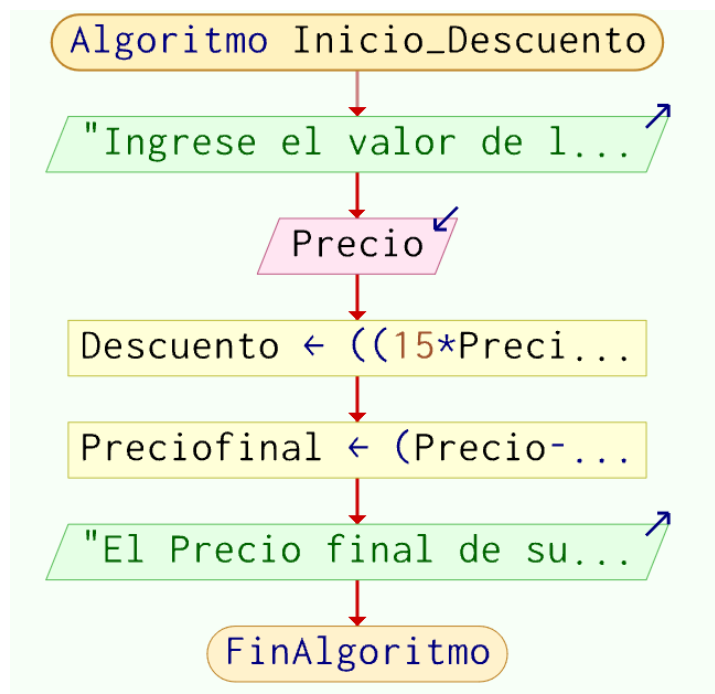 Algoritmo Inicio_Descuento
"Ingrese el valor de l...
Precio
Descuento ← ((15*Preci...
Preciofinal ← (Precio-...
"El Precio final de su...
FinAlgoritmo